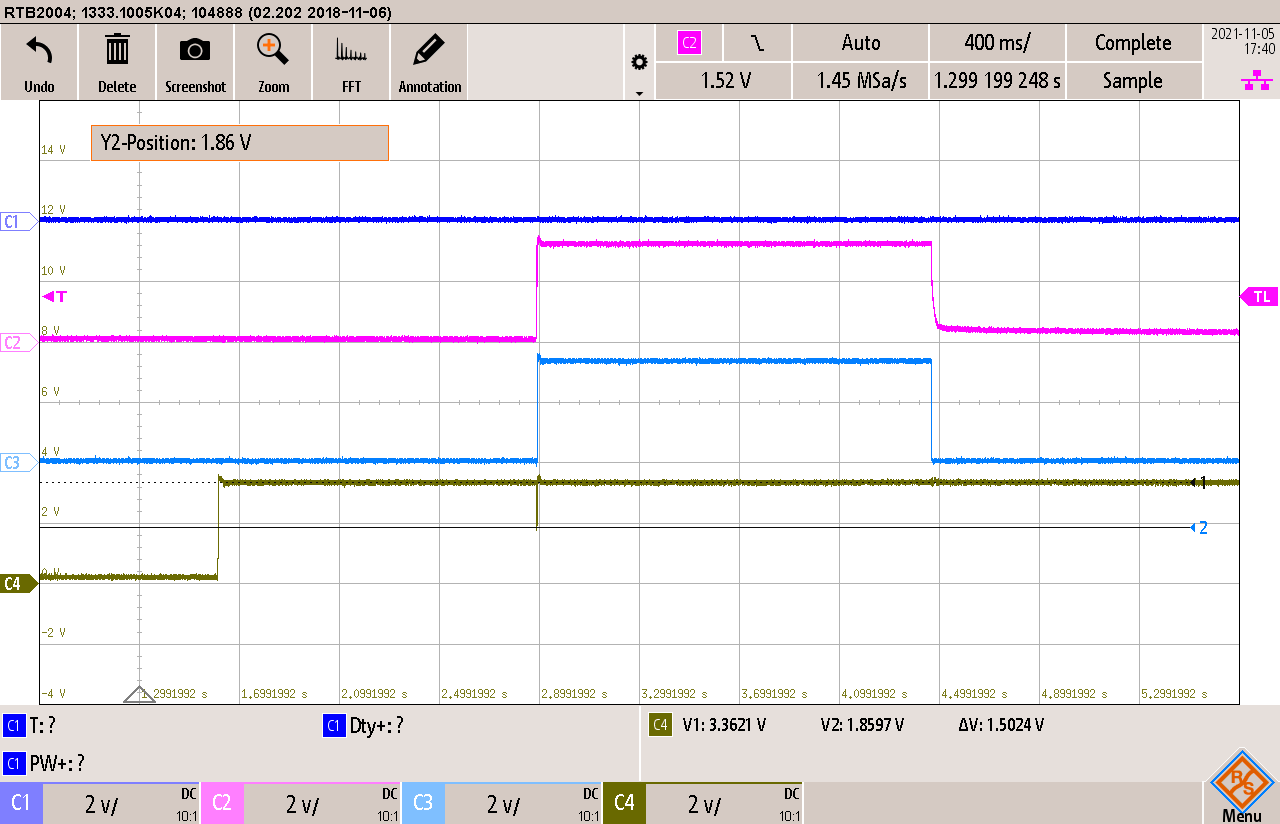 RTB2004; 1333.1005K04; 104888 (02.202 2018-11-06)
Undo
Delete
Screenshot
Zoom
FFT
Annotation
C2
Auto
400 ms/
Complete
2021-11-05
17:40
1.52 V
1.45 MSa/s
1.299 199 248 s
Sample
Y2-Position: 1.86 V
14 V
12 V
C1
10 V
T
TL
8 V
C2
6 V
4 V
C3
1
2 V
2
0 V
C4
-2 V
-4 V
1.2991992 s
1.6991992 s
2.0991992 s
2.4991992 s
2.8991992 s
3.2991992 s
3.6991992 s
4.0991992 s
4.4991992 s
4.8991992 s
5.2991992 s
C1 T: ?
C1 Dty+: ?
C4 V1: 3.3621 V V2: 1.8597 V ΔV: 1.5024 V
C1 PW+: ?
C1 2 V/ DC 10:1
C2 2 V/ DC 10:1
C3 2 V/ DC 10:1
C4 2 V/ DC 10:1
R S
Menu